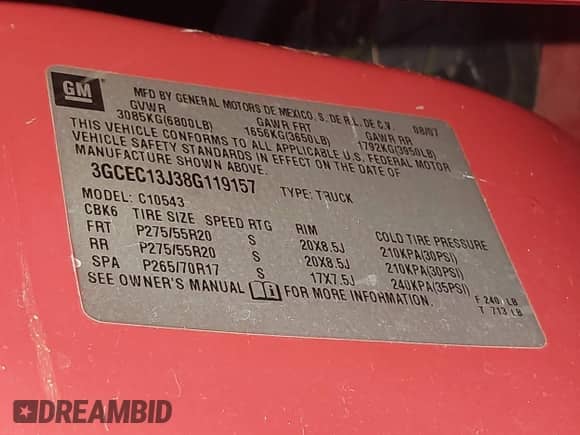 GM
MFD BY GENERAL MOTORS DE MEXICO, S. DE R.L. DE C.V. 08/07
GVWR GAWR FRT GAWR RR
3085KG(6800LB) 1656KG(3650LB) 1792KG(3950LB)
THIS VEHICLE CONFORMS TO ALL APPLICABLE U.S. FEDERAL MOTOR
VEHICLE SAFETY STANDARDS IN EFFECT ON THE DATE OF
MANUFACTURE SHOWN ABOVE.
3GCEC13J38G119157 TYPE: TRUCK
MODEL: C10543
CBK6 TIRE SIZE SPEED RTG RIM COLD TIRE PRESSURE
FRT P275/55R20 S 20X8.5J 210KPA(30PSI)
RR P275/55R20 S 20X8.5J 210KPA(30PSI)
SPA P265/70R17 S 17X7.5J 240KPA(35PSI)
SEE OWNER'S MANUAL i FOR MORE INFORMATION.
F 240 LB
T 713 LB
DREAMBID